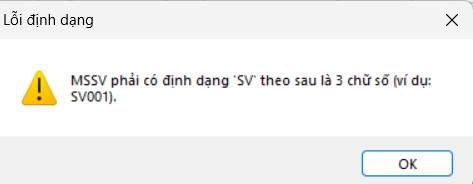 Lỗi định dạng
MSSV phải có định dạng 'SV' theo sau là 3 chữ số (ví dụ:
SV001).
OK